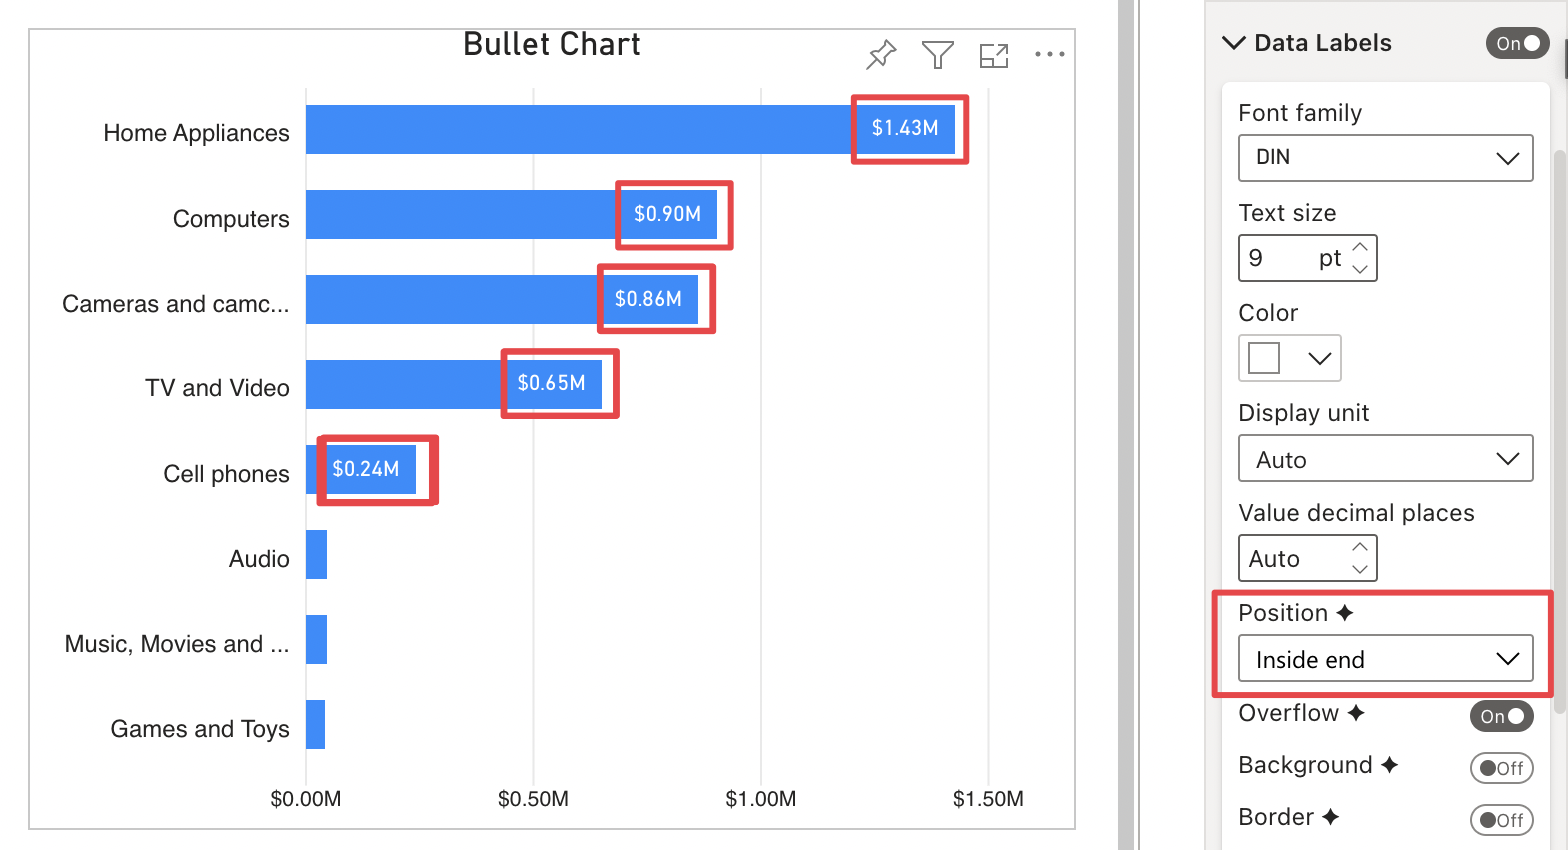 Bullet Chart
Home Appliances
$1.43M
Computers
$0.90M
Cameras and camc...
$0.86M
TV and Video
$0.65M
Cell phones
$0.24M
Audio
Music, Movies and ...
Games and Toys
$0.00M
$0.50M
$1.00M
$1.50M
Data Labels
On
Font family
DIN
Text size
9 pt
Color
Display unit
Auto
Value decimal places
Auto
Position
Inside end
Overflow
On
Background
Off
Border
Off